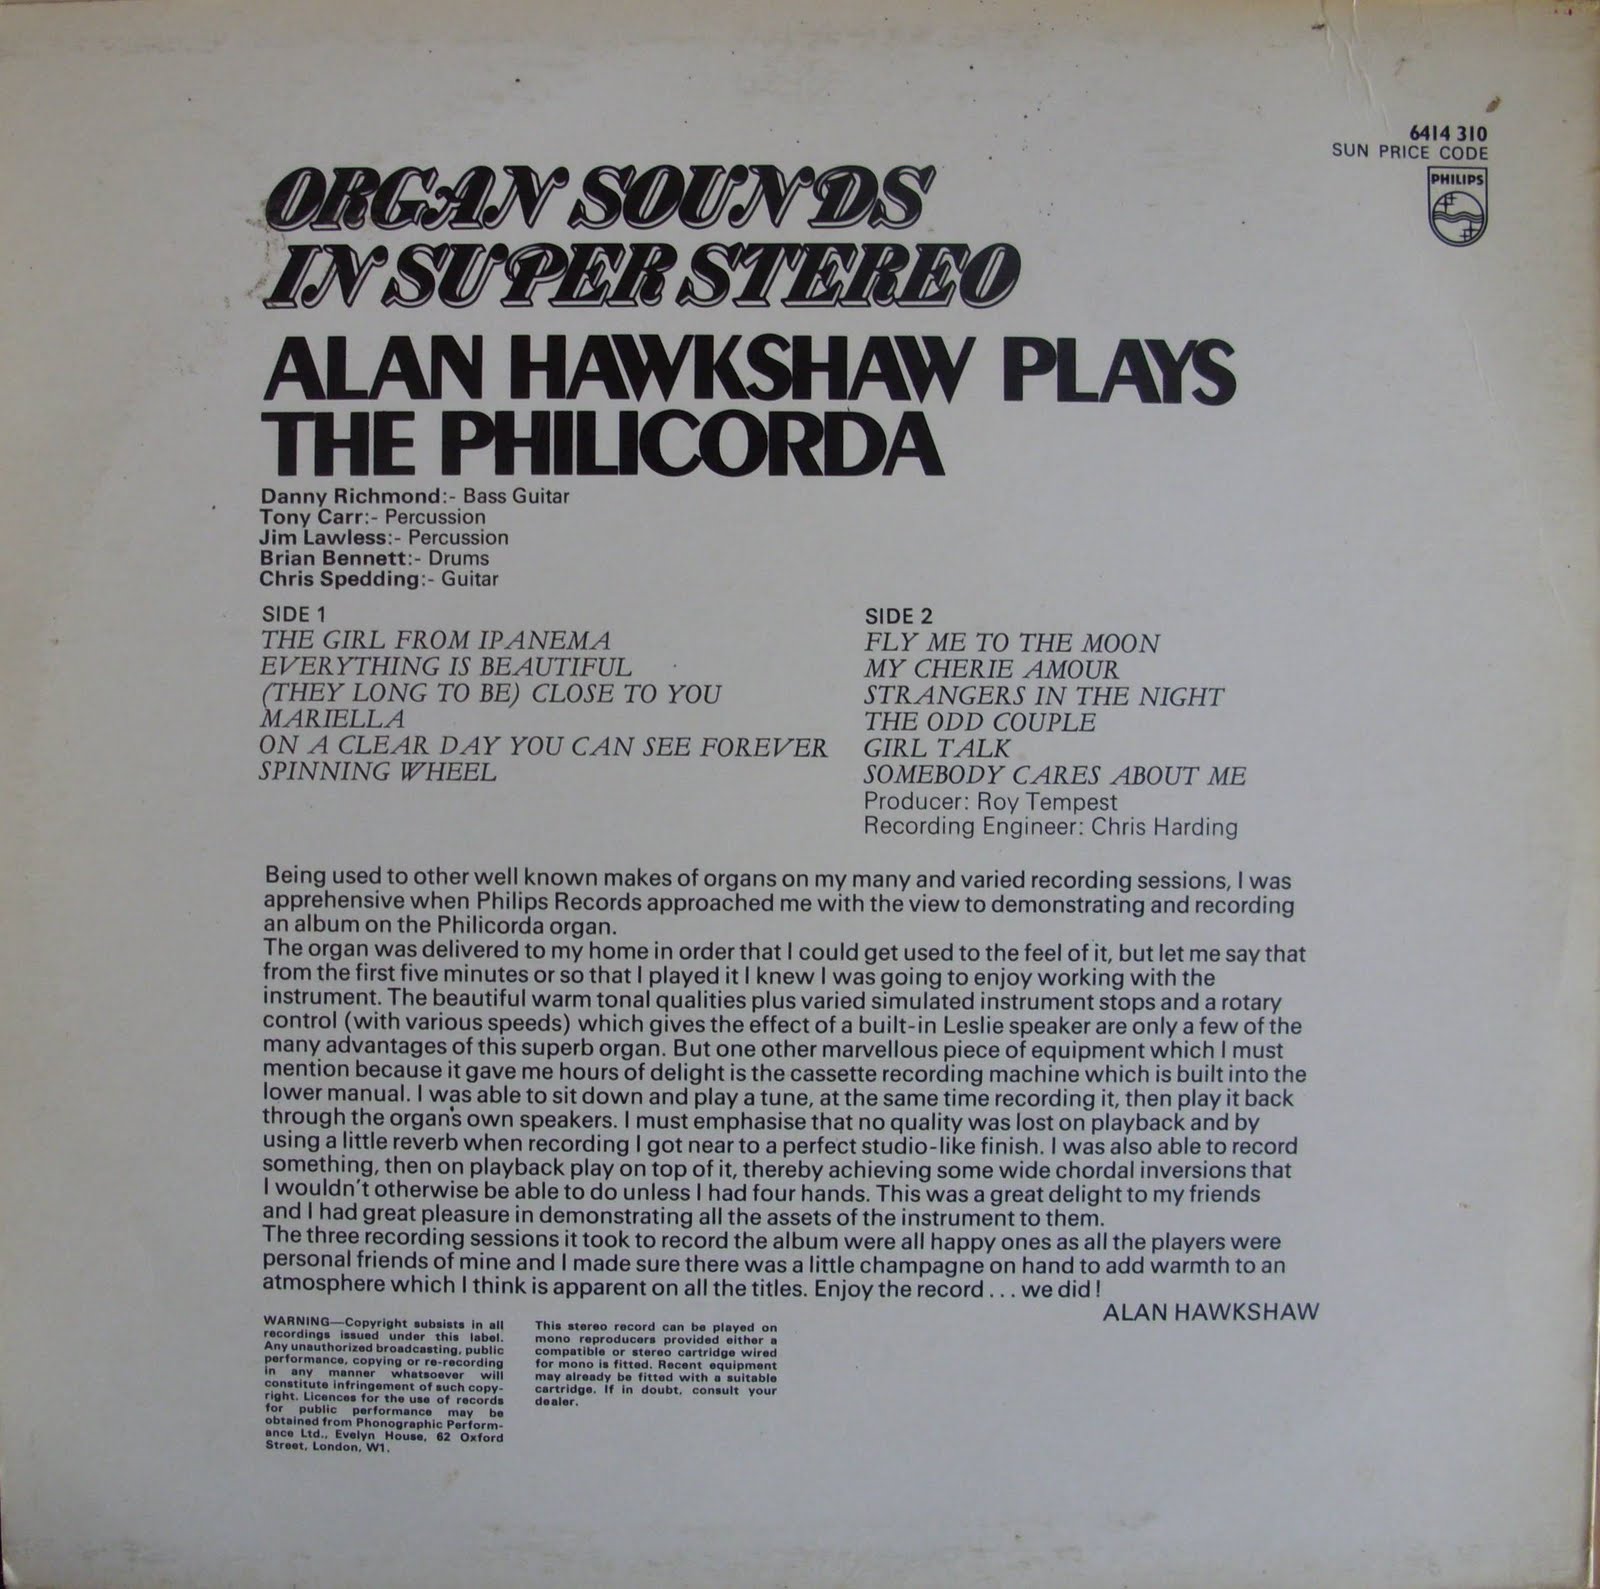 6414 310
SUN PRICE CODE
PHILIPS
ORGAN SOUNDS
IN SUPER STEREO
ALAN HAWKSHAW PLAYS
THE PHILICORDA
Danny Richmond:- Bass Guitar
Tony Carr:- Percussion
Jim Lawless:- Percussion
Brian Bennett:- Drums
Chris Spedding:- Guitar
SIDE 1
THE GIRL FROM IPANEMA
EVERYTHING IS BEAUTIFUL
(THEY LONG TO BE) CLOSE TO YOU
MARIELLA
ON A CLEAR DAY YOU CAN SEE FOREVER
SPINNING WHEEL
SIDE 2
FLY ME TO THE MOON
MY CHERIE AMOUR
STRANGERS IN THE NIGHT
THE ODD COUPLE
GIRL TALK
SOMEBODY CARES ABOUT ME
Producer: Roy Tempest
Recording Engineer: Chris Harding
Being used to other well known makes of organs on my many and varied recording sessions, I was
apprehensive when Philips Records approached me with the view to demonstrating and recording
an album on the Philicorda organ.
The organ was delivered to my home in order that I could get used to the feel of it, but let me say that
from the first five minutes or so that I played it I knew I was going to enjoy working with the
instrument. The beautiful warm tonal qualities plus varied simulated instrument stops and a rotary
control (with various speeds) which gives the effect of a built-in Leslie speaker are only a few of the
many advantages of this superb organ. But one other marvellous piece of equipment which I must
mention because it gave me hours of delight is the cassette recording machine which is built into the
lower manual. I was able to sit down and play a tune, at the same time recording it, then play it back
through the organ's own speakers. I must emphasise that no quality was lost on playback and by
using a little reverb when recording I got near to a perfect studio-like finish. I was also able to record
something, then on playback play on top of it, thereby achieving some wide chordal inversions that
I wouldn't otherwise be able to do unless I had four hands. This was a great delight to my friends
and I had great pleasure in demonstrating all the assets of the instrument to them.
The three recording sessions it took to record the album were all happy ones as all the players were
personal friends of mine and I made sure there was a little champagne on hand to add warmth to an
atmosphere which I think is apparent on all the titles. Enjoy the record . . . we did !
ALAN HAWKSHAW
WARNING—Copyright subsists in all
recordings issued under this label.
Any unauthorized broadcasting, public
performance, copying or re-recording
in any manner whatsoever will
constitute infringement of such copy-
right. Licences for the use of records
for public performance may be
obtained from Phonographic Perform-
ance Ltd., Evelyn House, 62 Oxford
Street, London, W1.
This stereo record can be played on
mono reproducers provided either a
compatible or stereo cartridge wired
for mono is fitted. Recent equipment
may already be fitted with a suitable
cartridge. If in doubt, consult your
dealer.